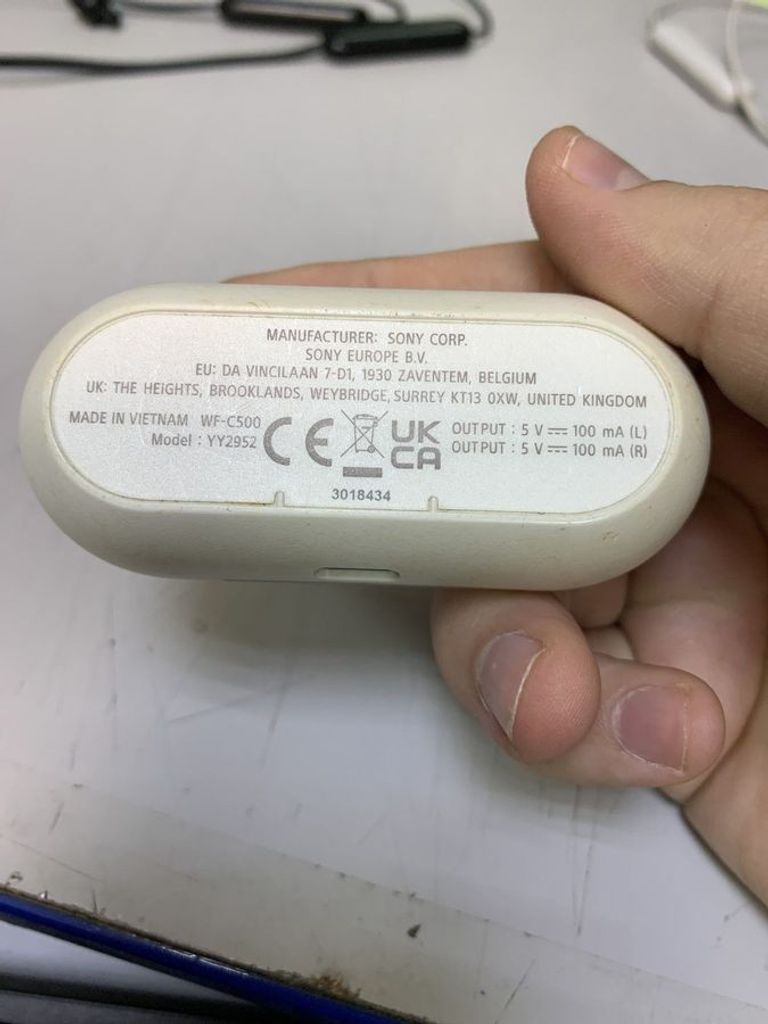 MANUFACTURER: SONY CORP.
SONY EUROPE B.V.
EU: DA VINCILAAN 7-D1, 1930 ZAVENTEM, BELGIUM
UK: THE HEIGHTS, BROOKLANDS, WEYBRIDGE, SURREY KT13 0XW, UNITED KINGDOM
MADE IN VIETNAM WF-C500
Model : YY2952
CE
UK
CA
OUTPUT : 5 V ⎓ 100 mA (L)
OUTPUT : 5 V ⎓ 100 mA (R)
3018434